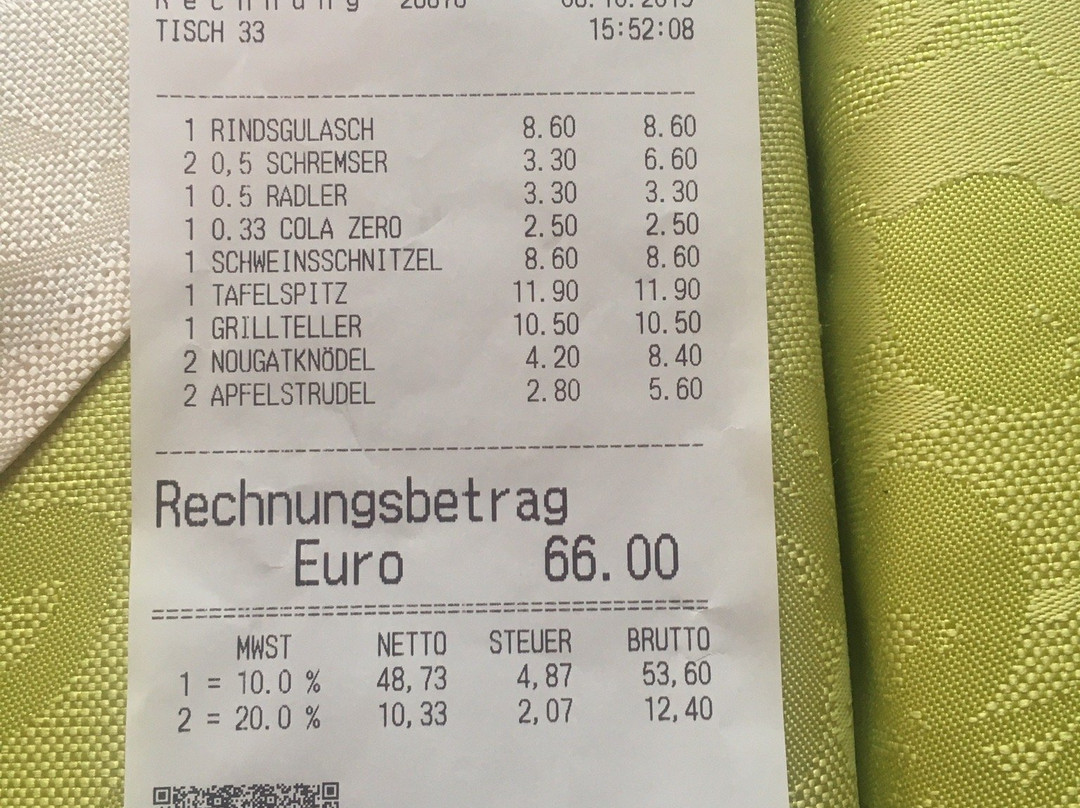 Rechnung
TISCH 33 15:52:08
1 RINDSGULASCH 8.60 8.60
2 0,5 SCHREMSER 3.30 6.60
1 0.5 RADLER 3.30 3.30
1 0.33 COLA ZERO 2.50 2.50
1 SCHWEINSSCHNITZEL 8.60 8.60
1 TAFELSPITZ 11.90 11.90
1 GRILLTELLER 10.50 10.50
2 NOUGATKNÖDEL 4.20 8.40
2 APFELSTRUDEL 2.80 5.60
Rechnungsbetrag
Euro 66.00
MWST NETTO STEUER BRUTTO
1 = 10.0 % 48,73 4,87 53,60
2 = 20.0 % 10,33 2,07 12,40